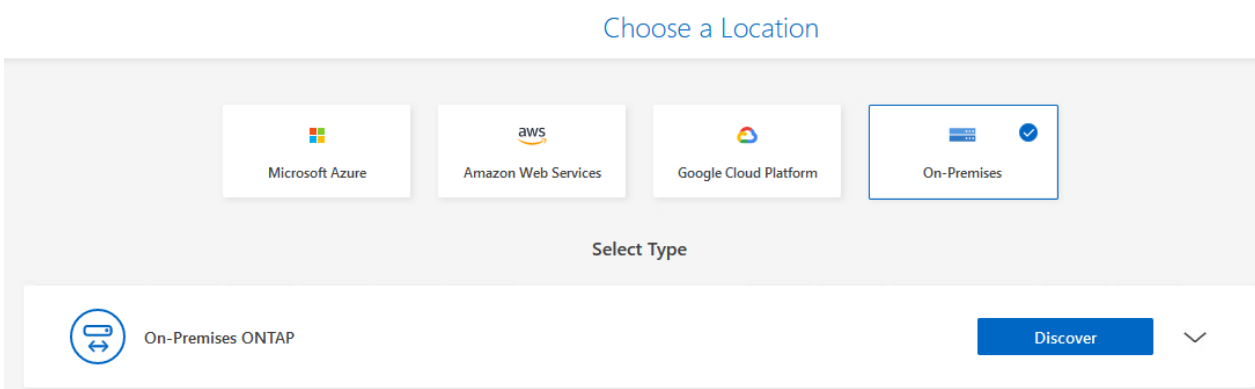 Choose a Location
aws
Microsoft Azure
Amazon Web Services
Google Cloud Platform
On-Premises
Select Type
On-Premises ONTAP
Discover